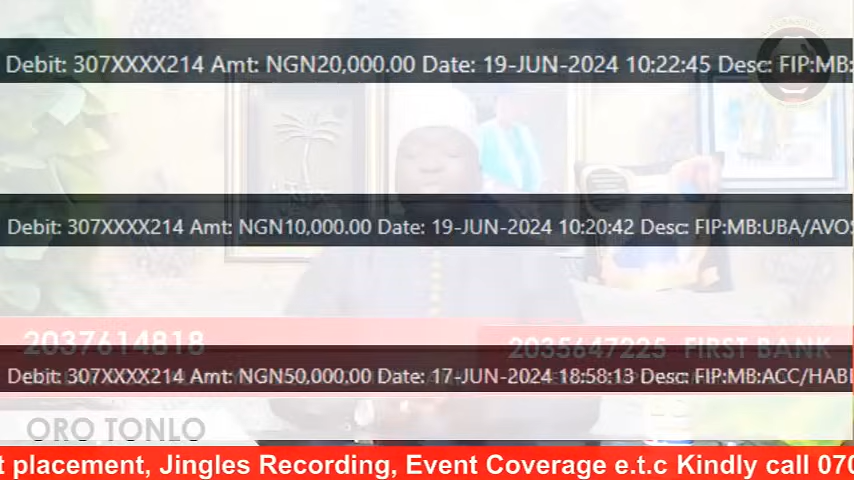 Debit: 307XXXX214 Amt: NGN20,000.00 Date: 19-JUN-2024 10:22:45 Desc: FIP:MB:
Debit: 307XXXX214 Amt: NGN10,000.00 Date: 19-JUN-2024 10:20:42 Desc: FIP:MB:UBA/AVOS
2037614818
2035647225 FIRST BANK
Debit: 307XXXX214 Amt: NGN50,000.00 Date: 17-JUN-2024 18:58:13 Desc: FIP:MB:ACC/HABI
ORO TONLO
t placement, Jingles Recording, Event Coverage e.t.c Kindly call 070